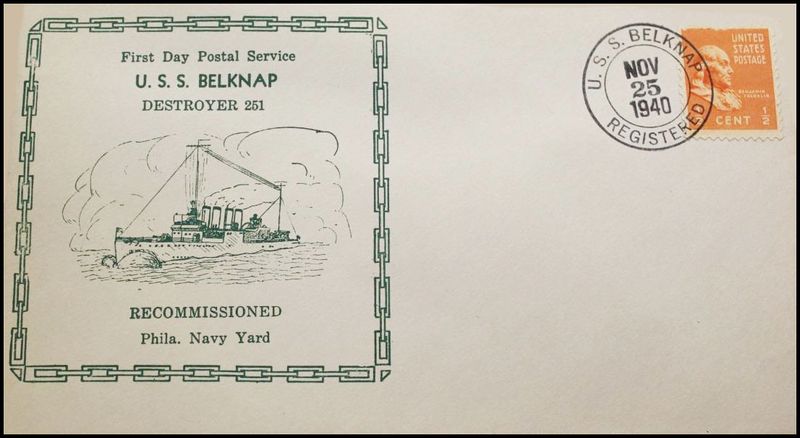 First Day Postal Service
U. S. S. BELKNAP
DESTROYER 251
RECOMMISSIONED
Phila. Navy Yard
U. S. S. BELKNAP
NOV
25
1940
REGISTERED
UNITED
STATES
POSTAGE
BENJAMIN
FRANKLIN
CENT 1/2